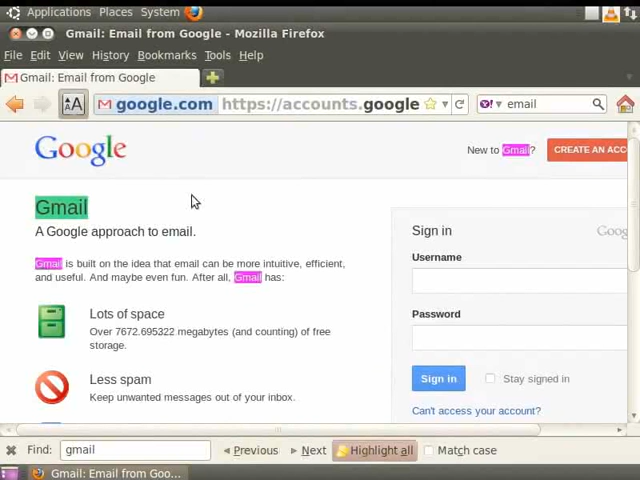 Applications Places System
Gmail: Email from Google - Mozilla Firefox
File Edit View History Bookmarks Tools Help
Gmail: Email from Google
AA google.com https://accounts.google email
Google
New to Gmail? CREATE AN ACCO
Gmail
A Google approach to email.
Gmail is built on the idea that email can be more intuitive, efficient,
and useful. And maybe even fun. After all, Gmail has:
Lots of space
Over 7672.695322 megabytes (and counting) of free
storage.
Less spam
Keep unwanted messages out of your inbox.
Sign in Goog
Username
Password
Sign in Stay signed in
Can't access your account?
Find: gmail Previous Next Highlight all Match case
Gmail: Email from Goo...